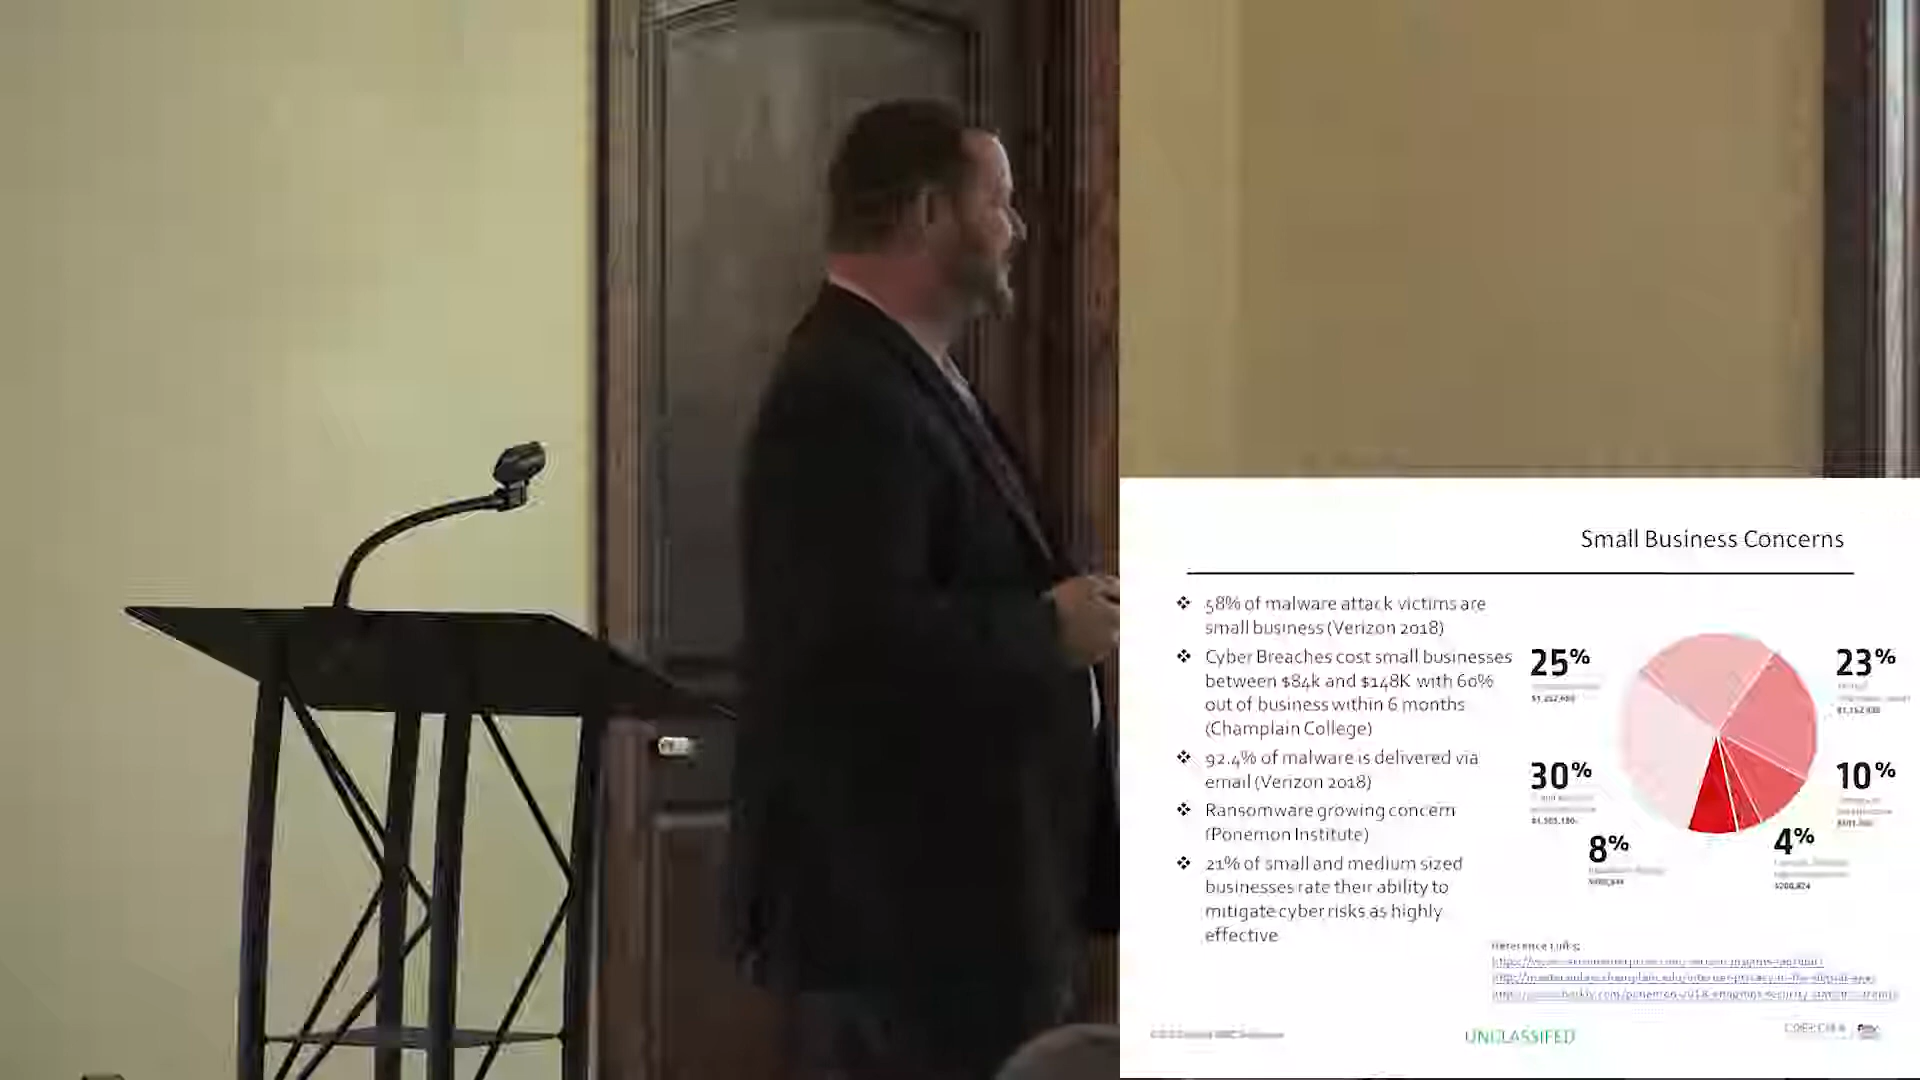 Small Business Concerns
❖ 58% of malware attack victims are
small business (Verizon 2018)
❖ Cyber Breaches cost small businesses
between $84k and $148K with 60%
out of business within 6 months
(Champlain College)
❖ 92.4% of malware is delivered via
email (Verizon 2018)
❖ Ransomware growing concern
(Ponemon Institute)
❖ 21% of small and medium sized
businesses rate their ability to
mitigate cyber risks as highly
effective
25%
23%
30%
10%
8%
4%
Reference Links:
UNCLASSIFED